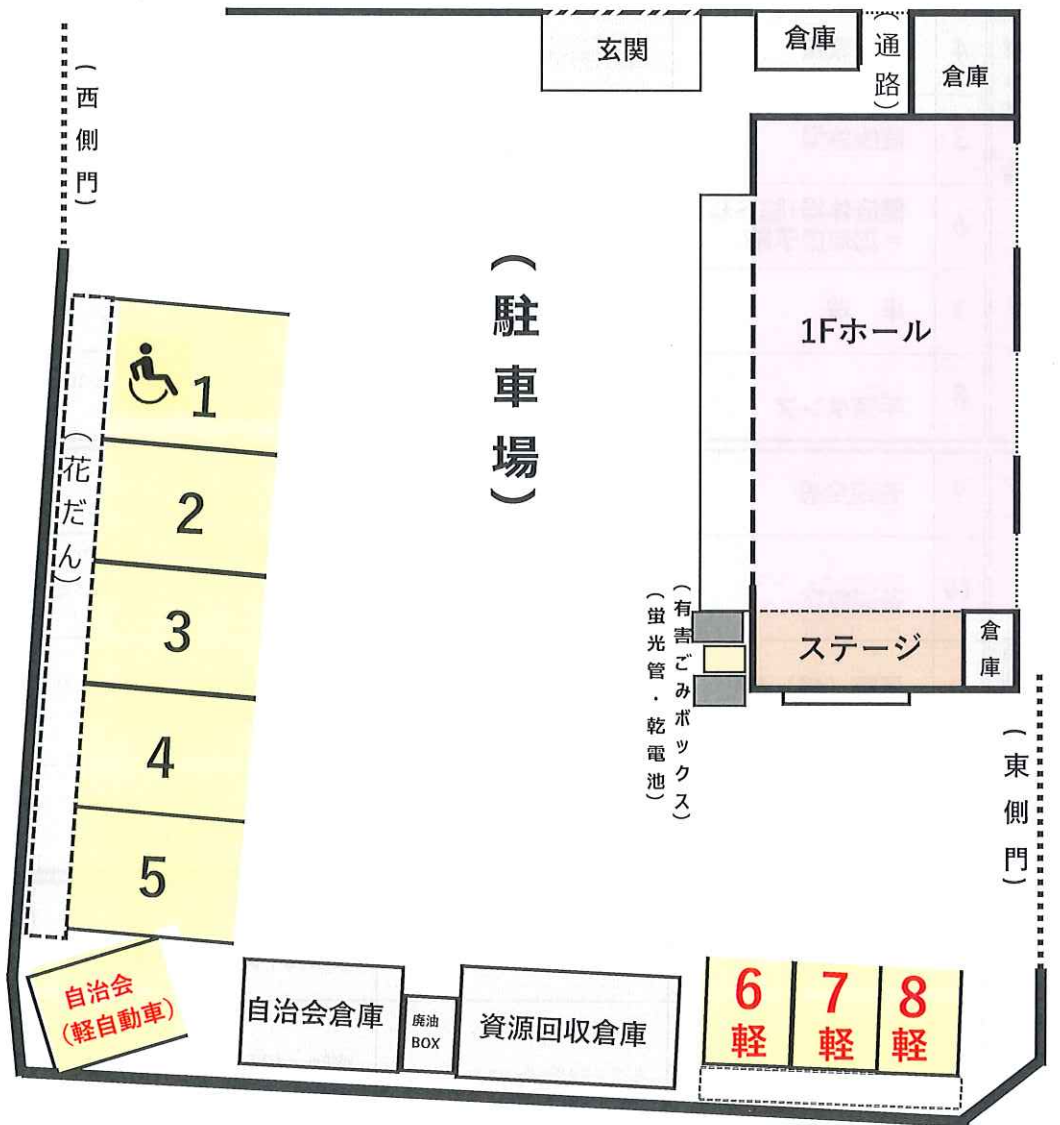 玄関
倉庫
（通路）
倉庫
（西側門）
（駐車場）
1Fホール
1
（花だん）
2
3
4
5
（有害ごみボックス）
（蛍光管・乾電池）
ステージ
倉庫
（東側門）
自治会
（軽自動車）
自治会倉庫
廃油
BOX
資源回収倉庫
6
軽
7
軽
8
軽